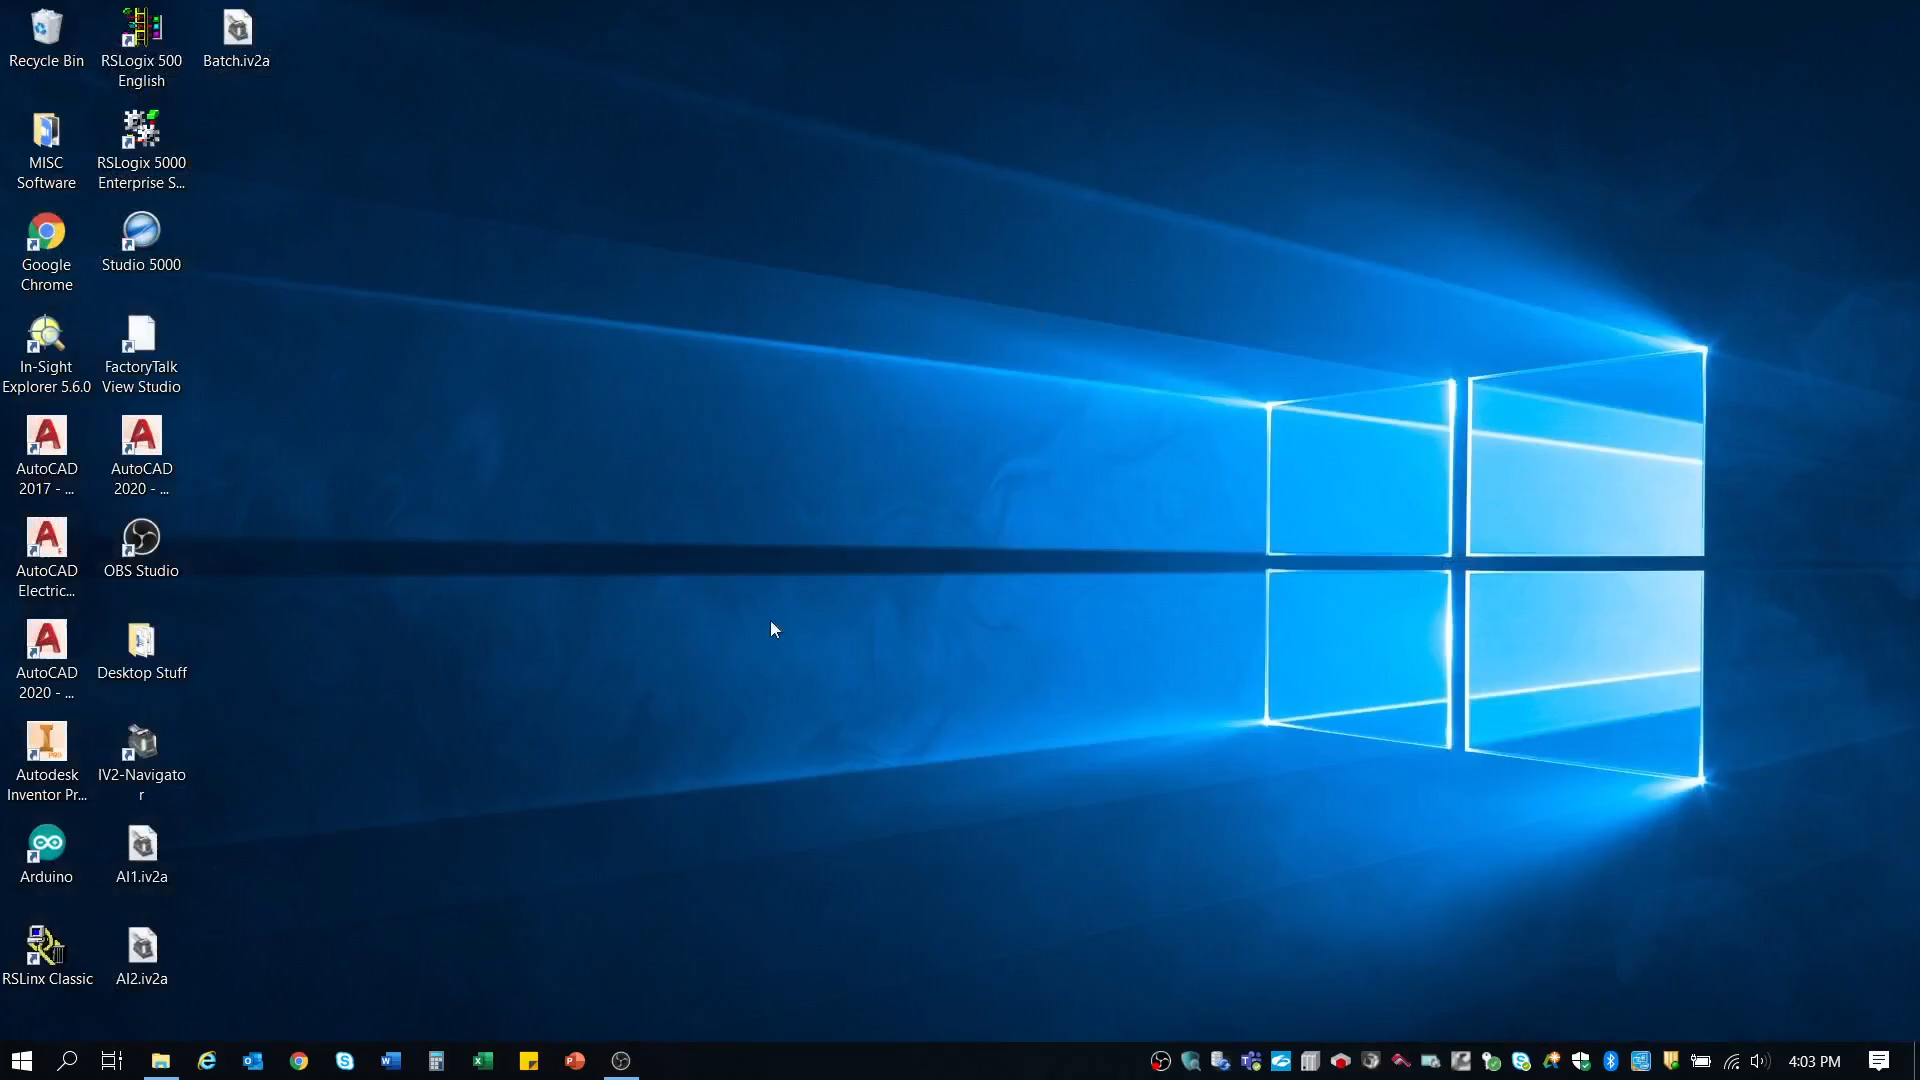 Recycle Bin
RSLogix 500
English
Batch.iv2a
MISC
Software
RSLogix 5000
Enterprise S...
Google
Chrome
Studio 5000
In-Sight
Explorer 5.6.0
FactoryTalk
View Studio
AutoCAD
2017 - ...
AutoCAD
2020 - ...
AutoCAD
Electric...
OBS Studio
AutoCAD
2020 - ...
Desktop Stuff
Autodesk
Inventor Pr...
IV2-Navigato
r
Arduino
AI1.iv2a
RSLinx Classic
AI2.iv2a
4:03 PM